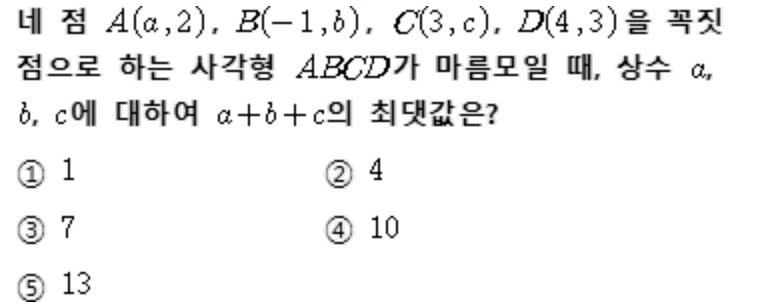 네 점 A(a,2), B(−1,b), C(3,c), D(4,3)을 꼭짓
점으로 하는 사각형 ABCD가 마름모일 때, 상수 a,
b, c에 대하여 a+b+c의 최댓값은?
① 1 ② 4
③ 7 ④ 10
⑤ 13